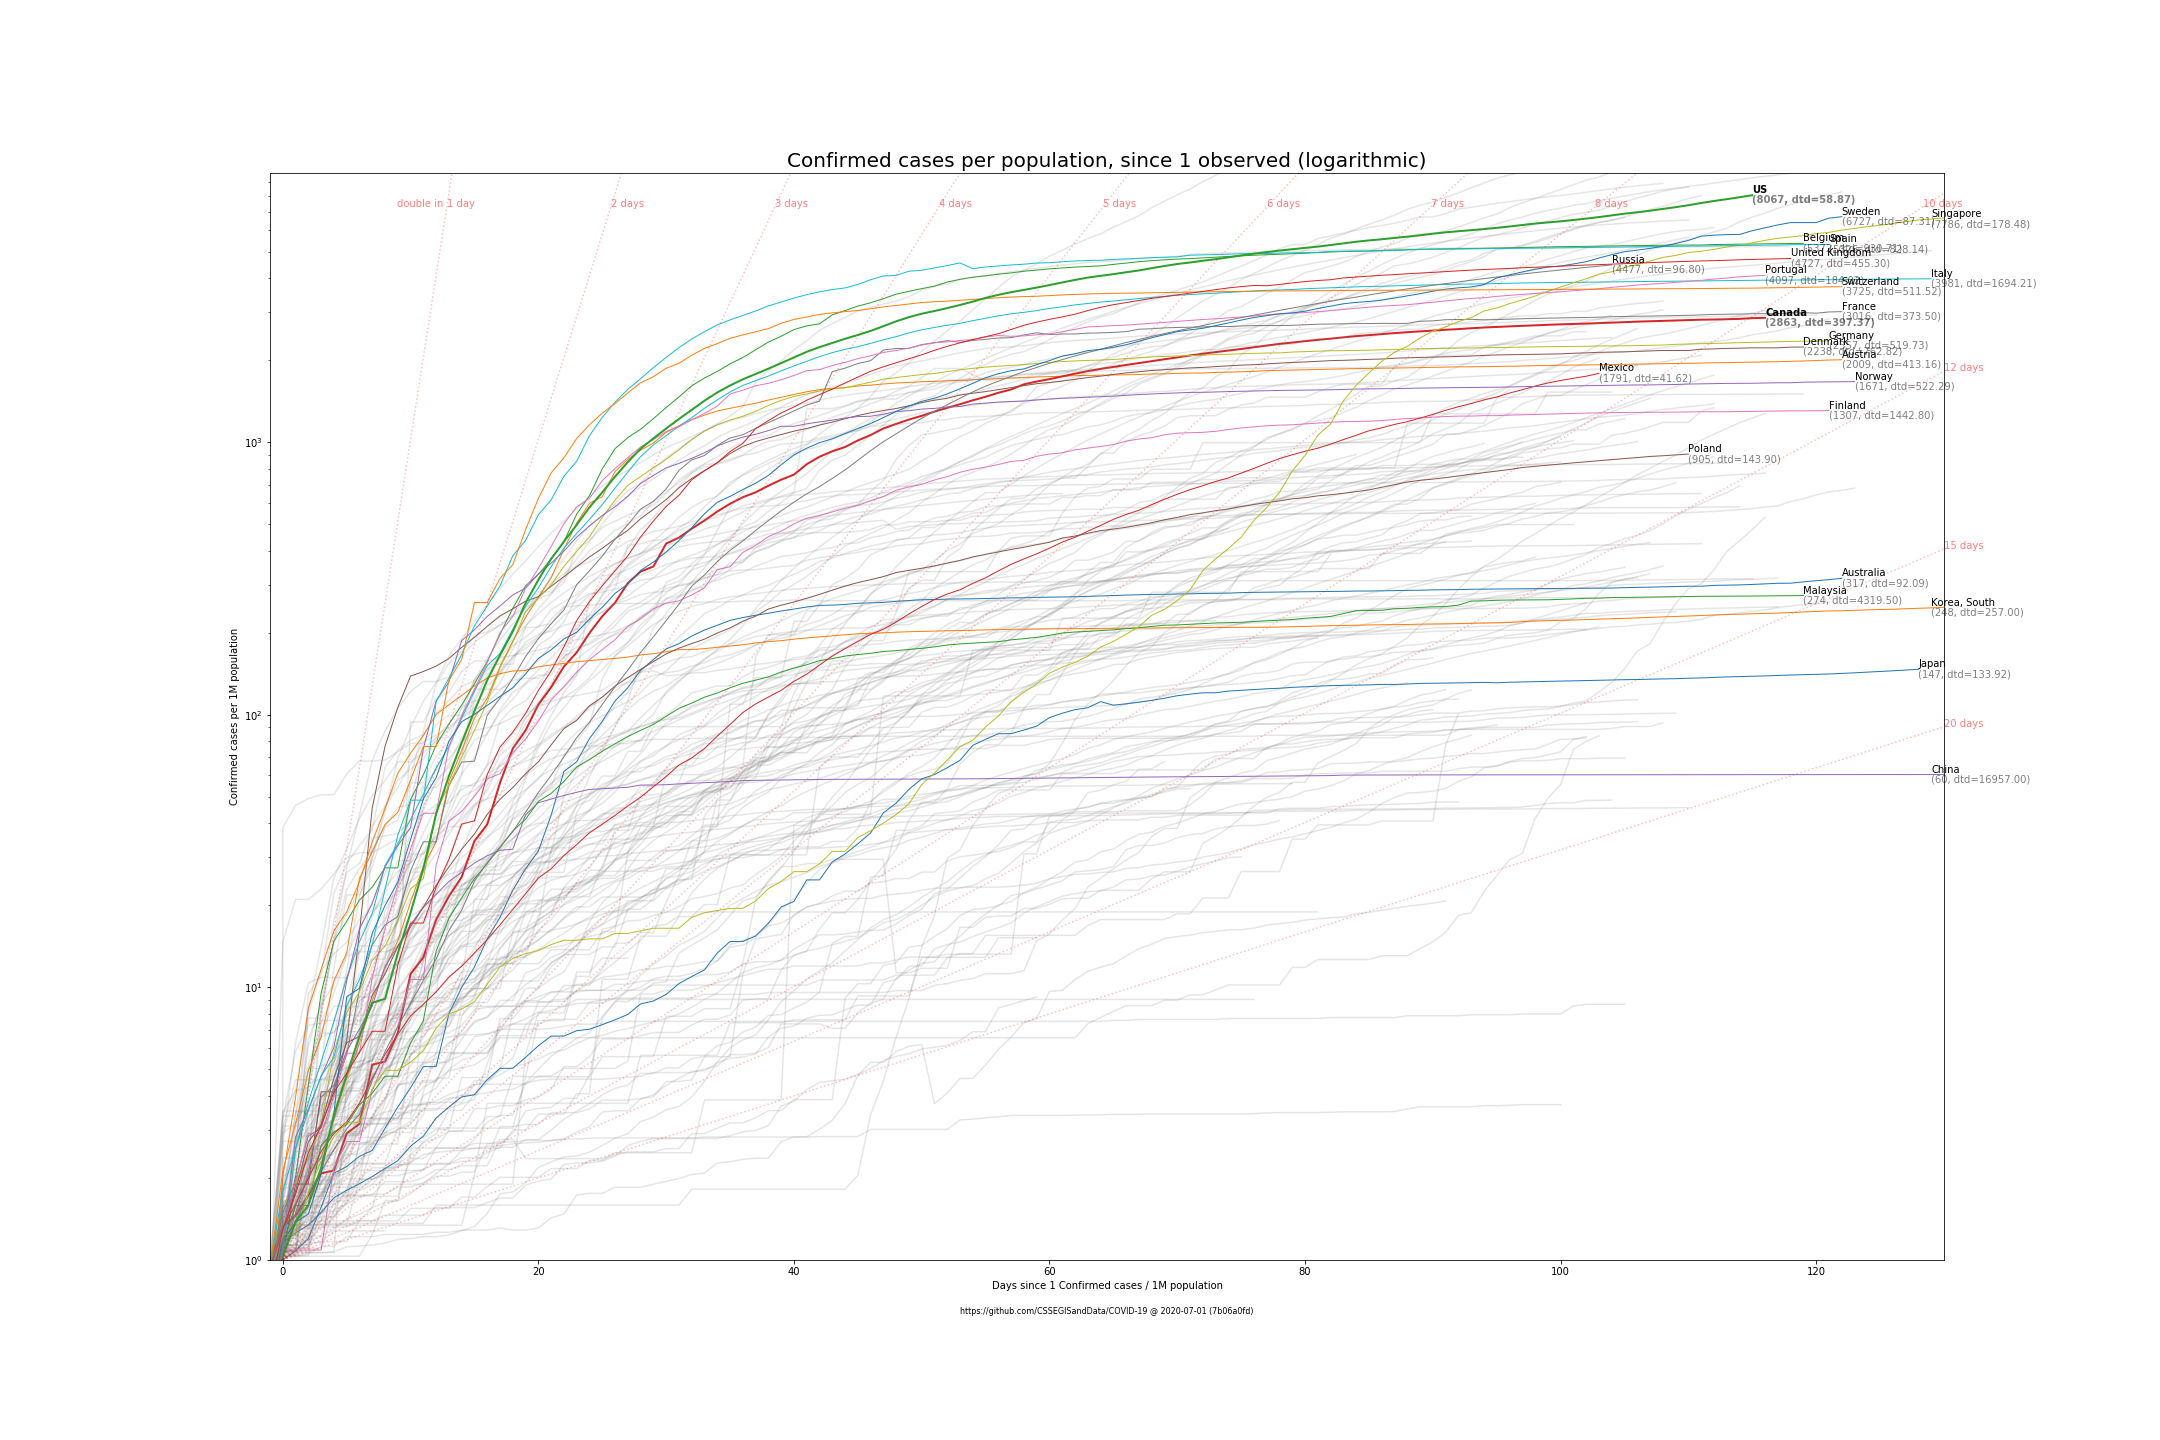 Confirmed cases per population, since 1 observed (logarithmic)
double in 1 day
2 days
3 days
4 days
5 days
6 days
7 days
8 days
10 days
12 days
15 days
20 days
US
(8067, dtd=58.87)
Sweden
(6727, dtd=87.31)
Singapore
(7786, dtd=178.48)
Belgium
Spain
United Kingdom
(4727, dtd=455.30)
Russia
(4477, dtd=96.80)
Portugal
(4097,
Italy
(3981, dtd=1694.21)
Switzerland
(3725, dtd=511.52)
France
(3016, dtd=373.50)
Canada
(2863, dtd=397.37)
Germany
Denmark
(2238,
Austria
(2009, dtd=413.16)
Mexico
(1791, dtd=41.62)
Norway
(1671, dtd=522.29)
Finland
(1307, dtd=1442.80)
Poland
(905, dtd=143.90)
Australia
(317, dtd=92.09)
Malaysia
(274, dtd=4319.50)
Korea, South
(248, dtd=257.00)
Japan
(147, dtd=133.92)
China
(60, dtd=16957.00)
Confirmed cases per 1M population
10³
10²
10¹
10⁰
0
20
40
60
80
100
120
Days since 1 Confirmed cases / 1M population
https://github.com/CSSEGISandData/COVID-19 @ 2020-07-01 (7b06a0fd)